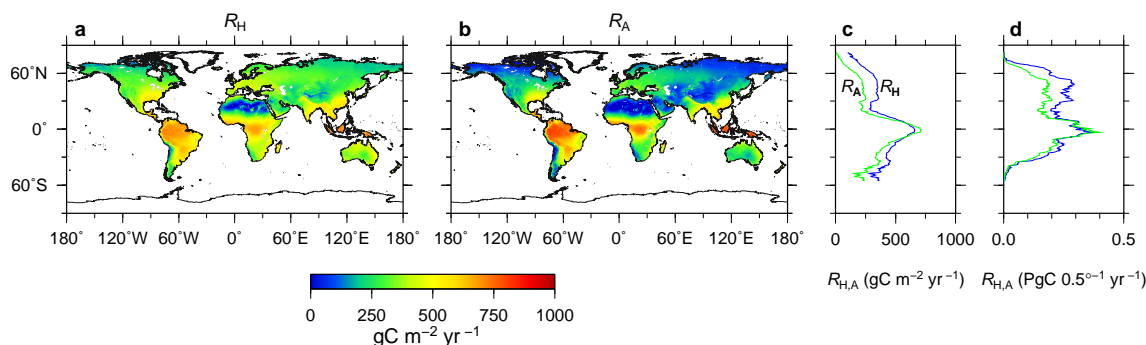 a R_H b R_A c d
60˚N
0˚
60˚S
R_A R_H
180˚ 120˚W 60˚W 0˚ 60˚E 120˚E 180˚ 120˚W 60˚W 0˚ 60˚E 120˚E 180˚ 0 500 1000 0.0 0.5
R_H,A (gC m⁻² yr⁻¹) R_H,A (PgC 0.5°⁻¹ yr⁻¹)
0 250 500 750 1000
gC m⁻² yr⁻¹